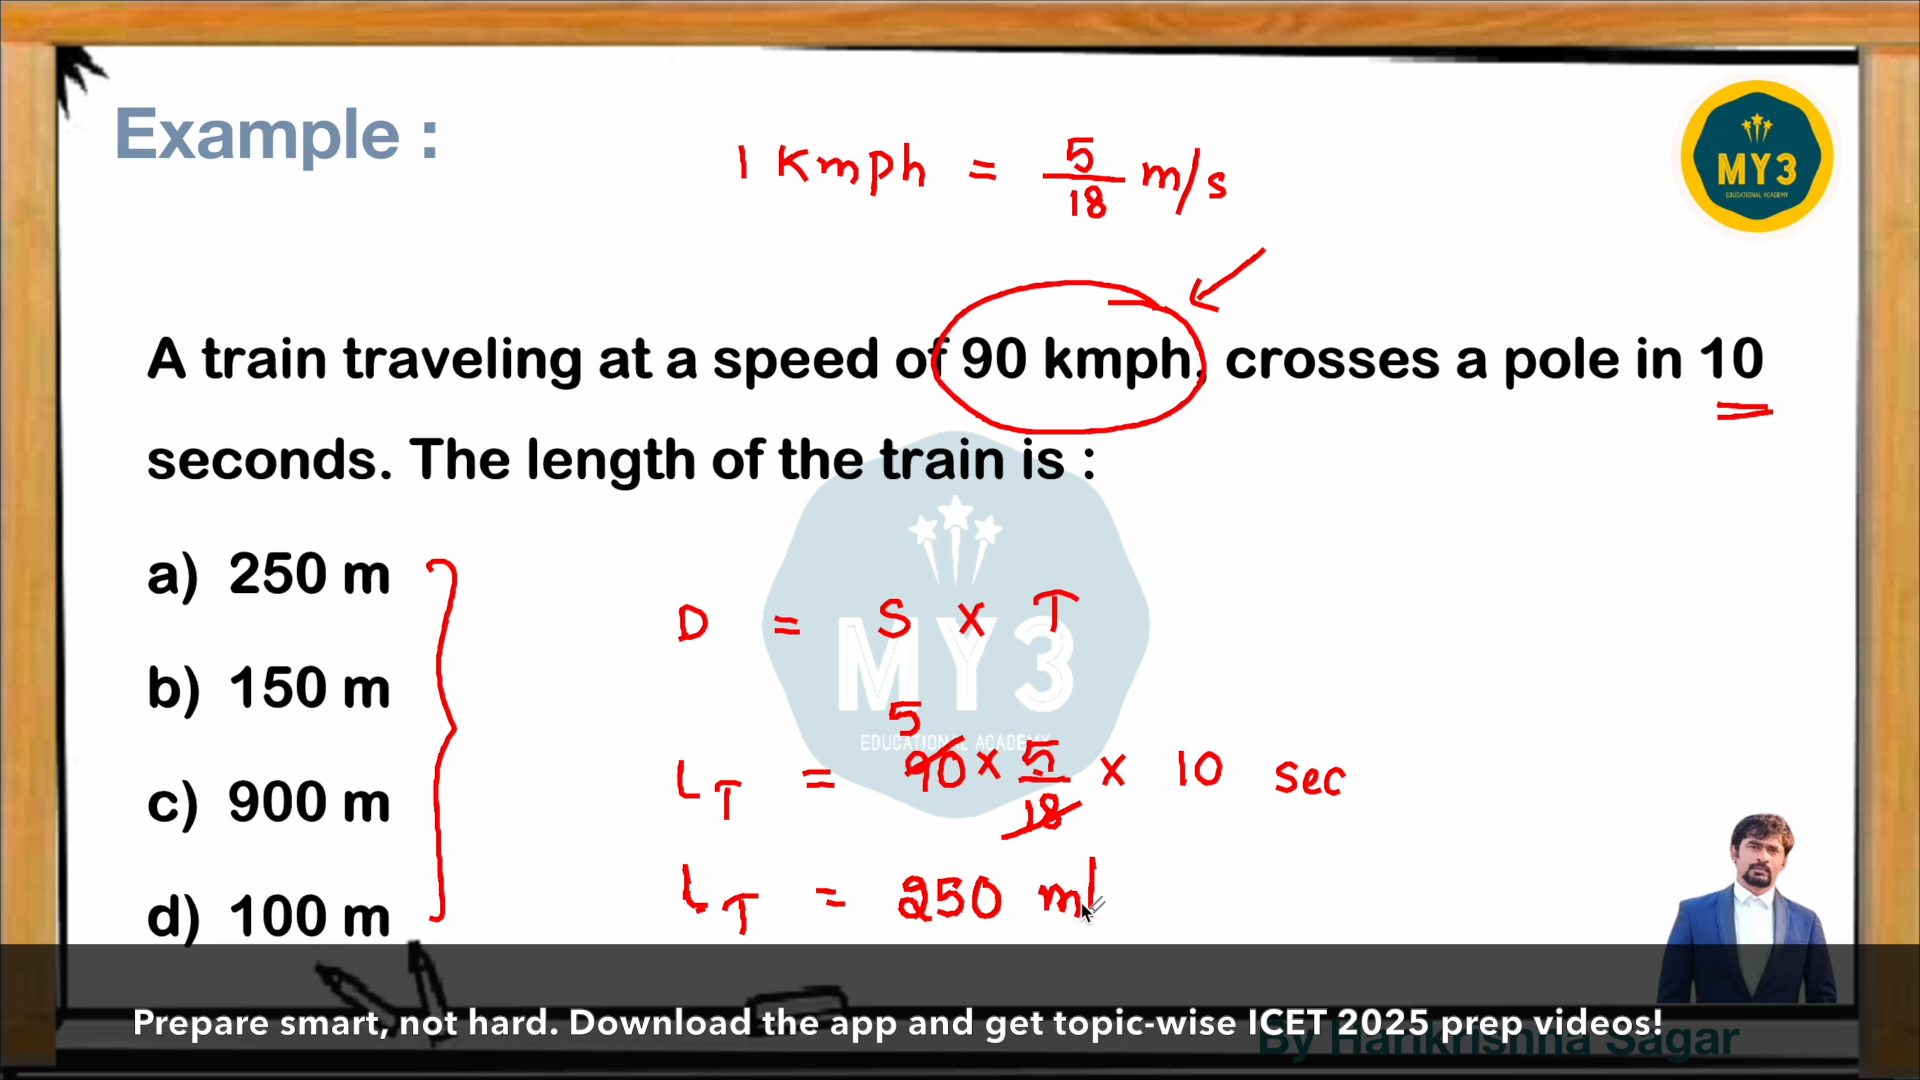 Example :
1 Kmph = 5/18 m/s
MY3
EDUCATIONAL ACADEMY
A train traveling at a speed of 90 kmph, crosses a pole in 10
seconds. The length of the train is :
a) 250 m
b) 150 m
c) 900 m
d) 100 m
D = S x T
MY3
EDUCATIONAL ACADEMY
5
L_T = 90 x 5/18 x 10 sec
L_T = 250 m
Prepare smart, not hard. Download the app and get topic-wise ICET 2025 prep videos!
By Harikrishna Sagar